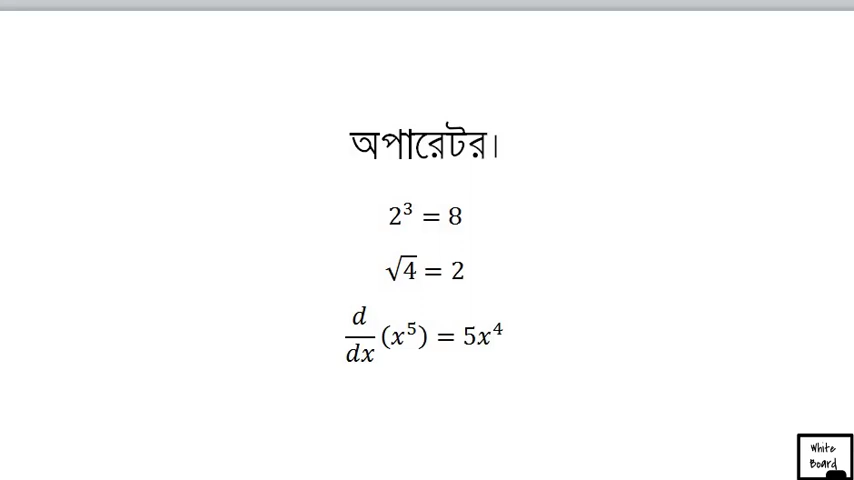 অপারেটর।
2³ = 8
√4 = 2
d/dx (x⁵) = 5x⁴
White
Board